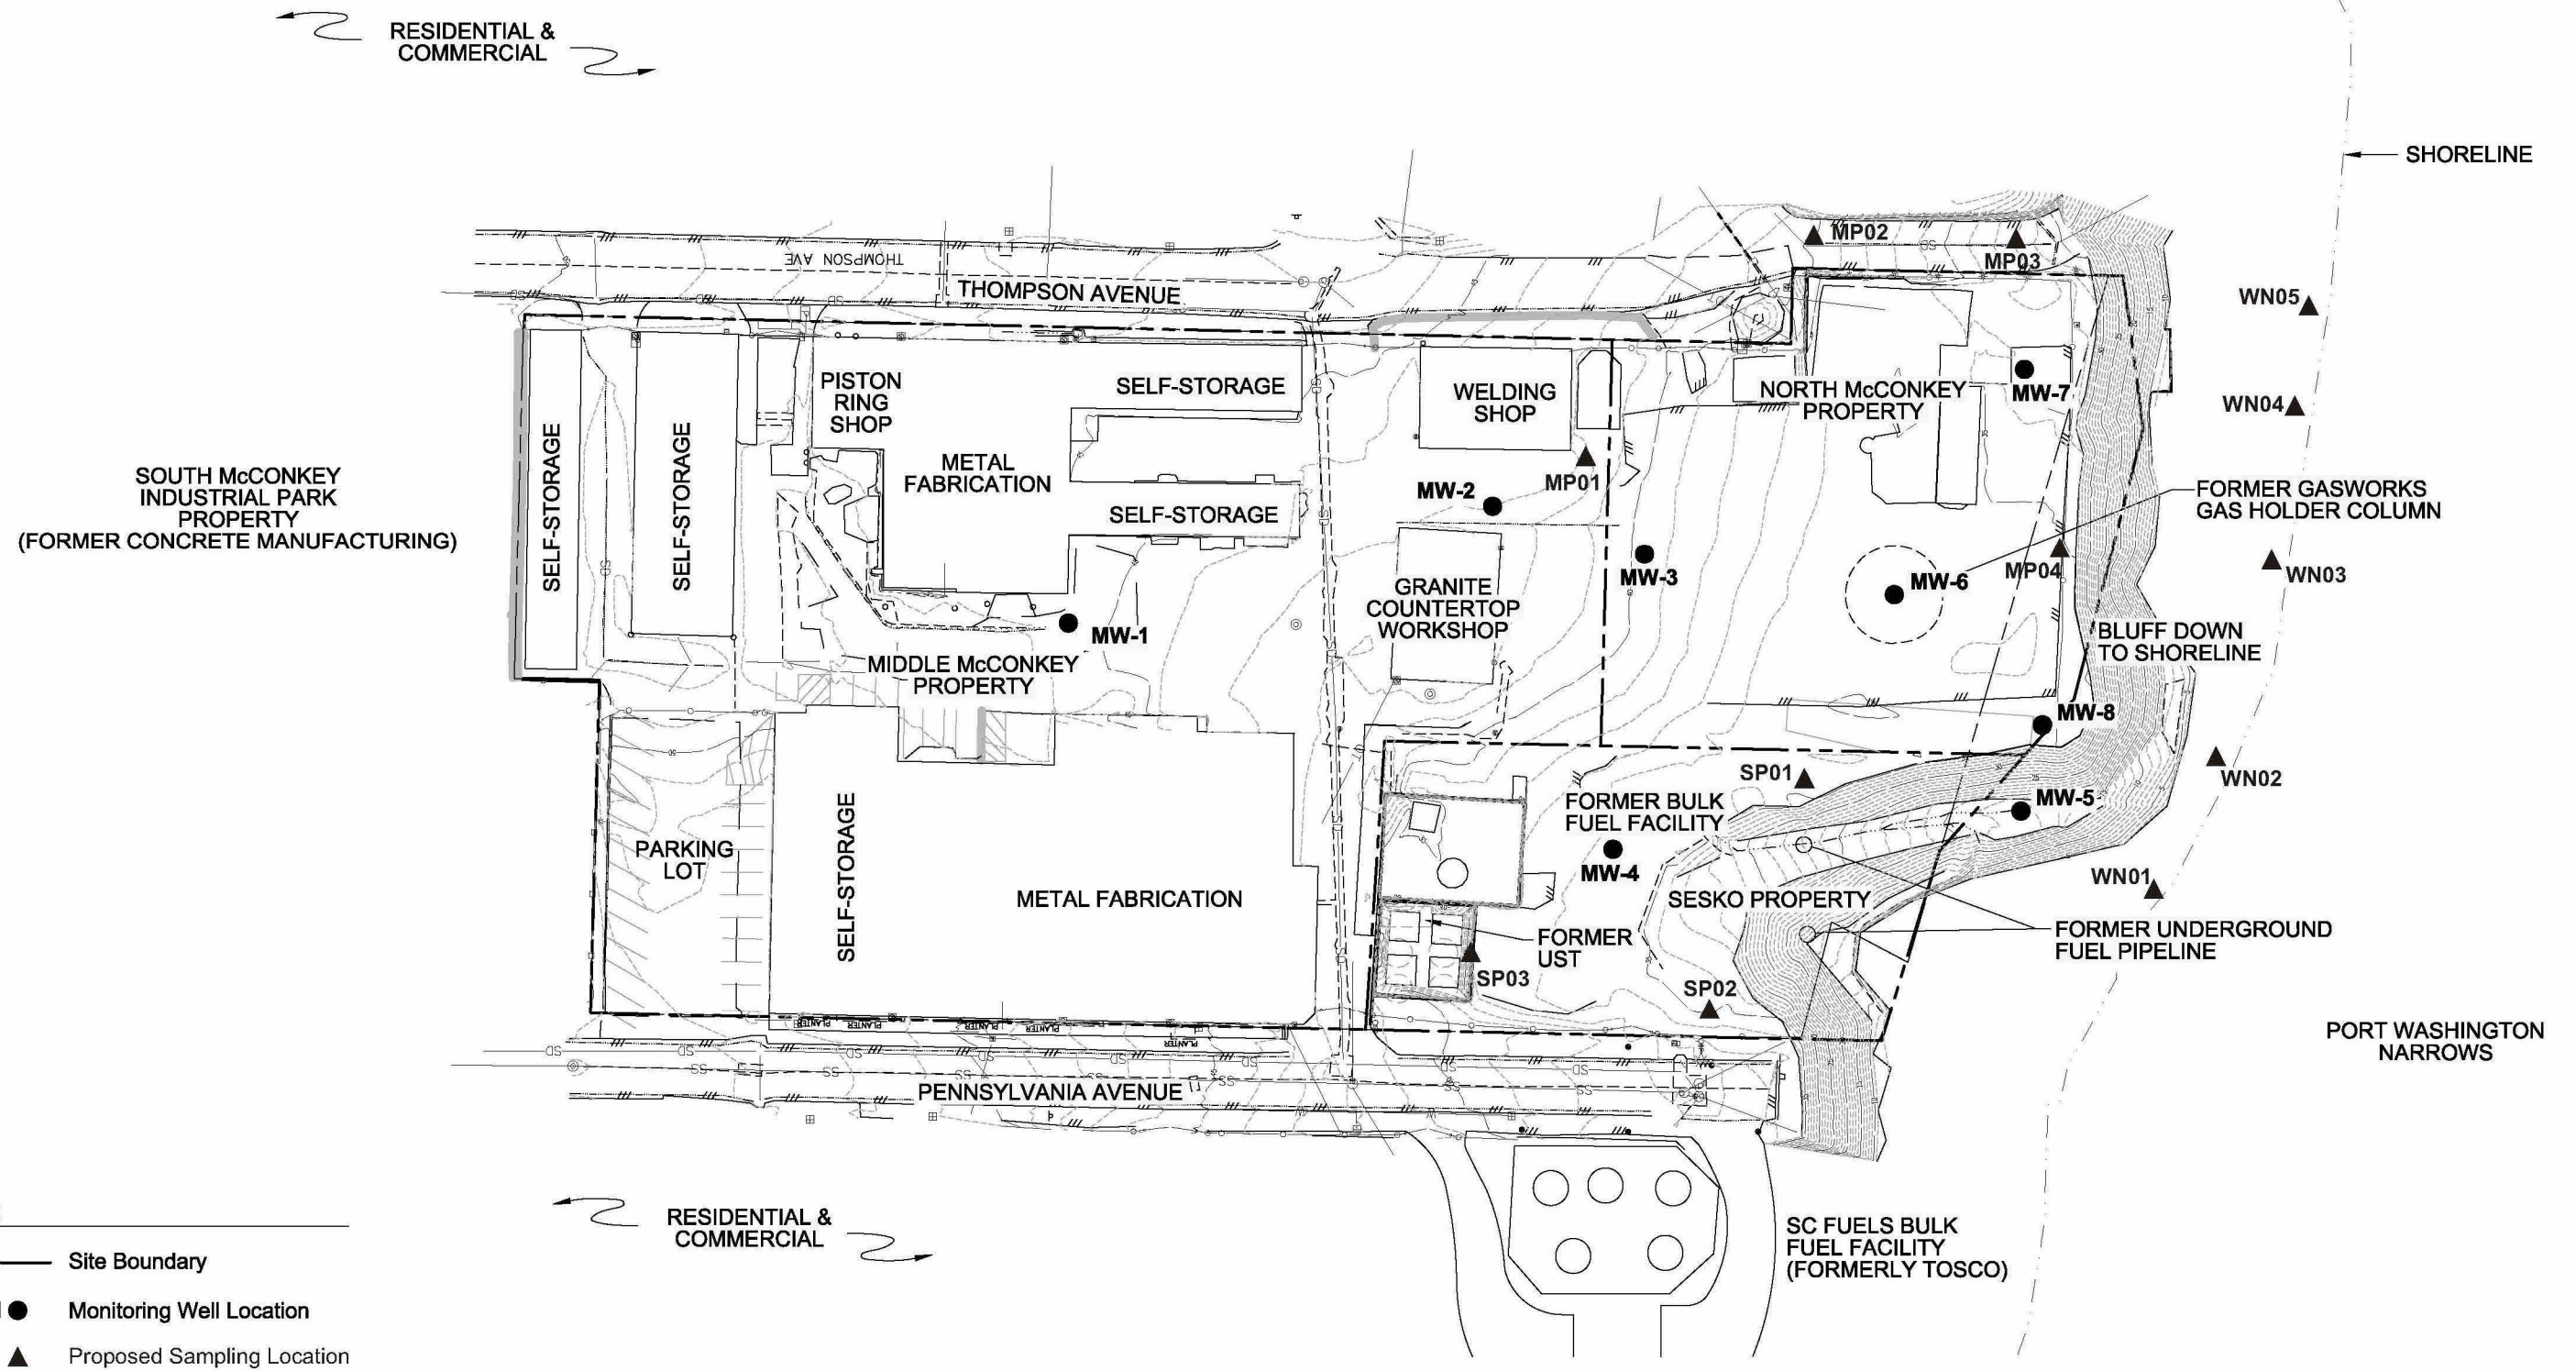 RESIDENTIAL &
COMMERCIAL
SHORELINE
MP02
MP03
THOMPSON AVE
THOMPSON AVENUE
WN05
WN04
PISTON
RING
SHOP
SELF-STORAGE
WELDING
SHOP
NORTH McCONKEY
PROPERTY
MW-7
SELF-STORAGE
SELF-STORAGE
METAL
FABRICATION
SOUTH McCONKEY
INDUSTRIAL PARK
PROPERTY
(FORMER CONCRETE MANUFACTURING)
MP01
MW-2
SELF-STORAGE
FORMER GASWORKS
GAS HOLDER COLUMN
MW-3
GRANITE
COUNTERTOP
WORKSHOP
MW-6
MP04
WN03
MW-1
BLUFF DOWN
TO SHORELINE
MIDDLE McCONKEY
PROPERTY
MW-8
SP01
WN02
FORMER BULK
FUEL FACILITY
MW-5
PARKING
LOT
SELF-STORAGE
METAL FABRICATION
MW-4
WN01
SESKO PROPERTY
FORMER
UST
FORMER UNDERGROUND
FUEL PIPELINE
SP03
SP02
PLANTER
PLANTER
PLANTER
PLANTER
PLANTER
PORT WASHINGTON
NARROWS
PENNSYLVANIA AVENUE
RESIDENTIAL &
COMMERCIAL
SC FUELS BULK
FUEL FACILITY
(FORMERLY TOSCO)
Site Boundary
Monitoring Well Location
Proposed Sampling Location